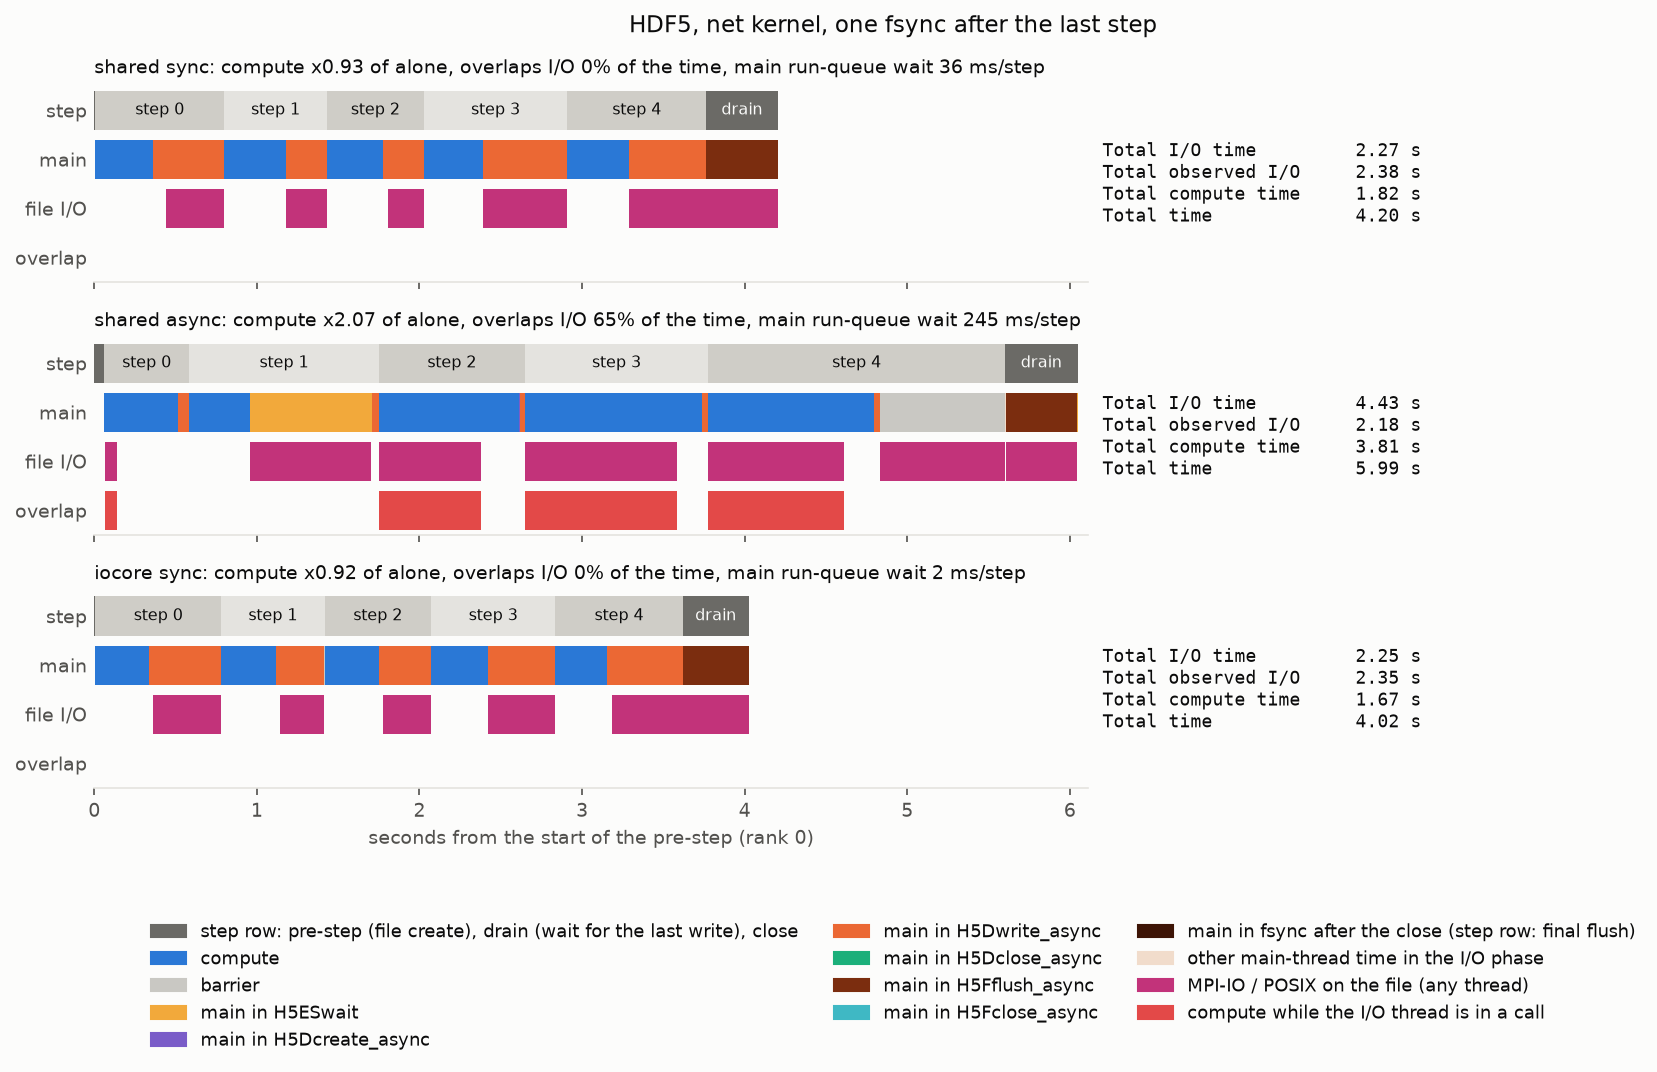 HDF5, net kernel, one fsync after the last step
shared sync: compute x0.93 of alone, overlaps I/O 0% of the time, main run-queue wait 36 ms/step
step
step 0
step 1
step 2
step 3
step 4
drain
main
file I/O
overlap
Total I/O time 2.27 s
Total observed I/O 2.38 s
Total compute time 1.82 s
Total time 4.20 s
shared async: compute x2.07 of alone, overlaps I/O 65% of the time, main run-queue wait 245 ms/step
step
step 0
step 1
step 2
step 3
step 4
drain
main
file I/O
overlap
Total I/O time 4.43 s
Total observed I/O 2.18 s
Total compute time 3.81 s
Total time 5.99 s
iocore sync: compute x0.92 of alone, overlaps I/O 0% of the time, main run-queue wait 2 ms/step
step
step 0
step 1
step 2
step 3
step 4
drain
main
file I/O
overlap
Total I/O time 2.25 s
Total observed I/O 2.35 s
Total compute time 1.67 s
Total time 4.02 s
0 1 2 3 4 5 6
seconds from the start of the pre-step (rank 0)
step row: pre-step (file create), drain (wait for the last write), close
compute
barrier
main in H5ESwait
main in H5Dcreate_async
main in H5Dwrite_async
main in H5Dclose_async
main in H5Fflush_async
main in H5Fclose_async
main in fsync after the close (step row: final flush)
other main-thread time in the I/O phase
MPI-IO / POSIX on the file (any thread)
compute while the I/O thread is in a call